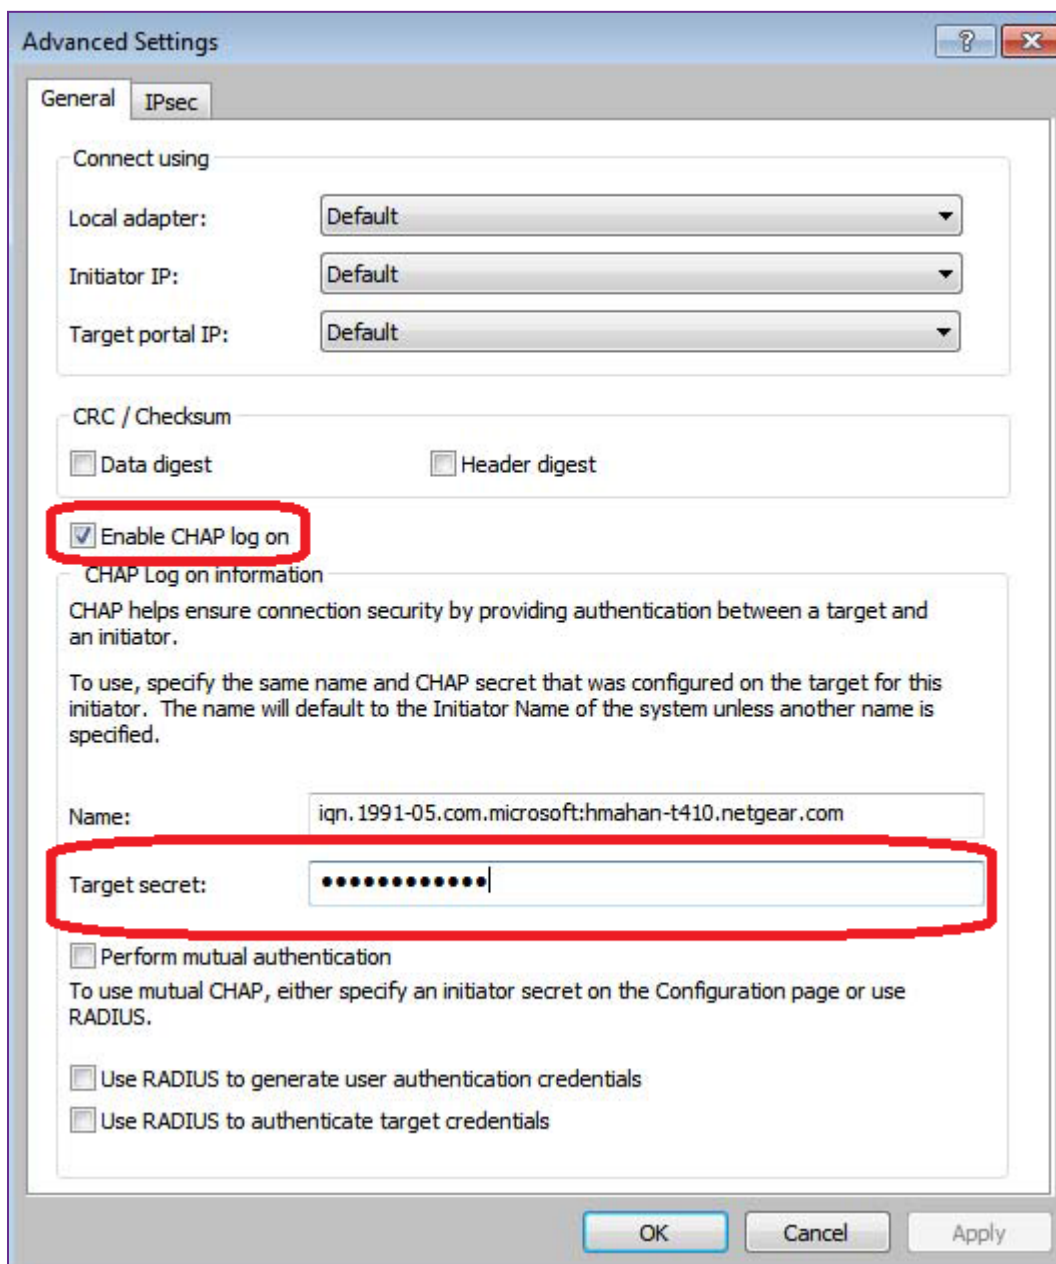 Advanced Settings
General
IPsec
Connect using
Local adapter:
Default
Initiator IP:
Default
Target portal IP:
Default
CRC / Checksum
Data digest
Header digest
Enable CHAP log on
CHAP Log on information
CHAP helps ensure connection security by providing authentication between a target and
an initiator.
To use, specify the same name and CHAP secret that was configured on the target for this
initiator. The name will default to the Initiator Name of the system unless another name is
specified.
Name:
iqn.1991-05.com.microsoft:hmahan-t410.netgear.com
Target secret:
●●●●●●●●●●●●
Perform mutual authentication
To use mutual CHAP, either specify an initiator secret on the Configuration page or use
RADIUS.
Use RADIUS to generate user authentication credentials
Use RADIUS to authenticate target credentials
OK
Cancel
Apply